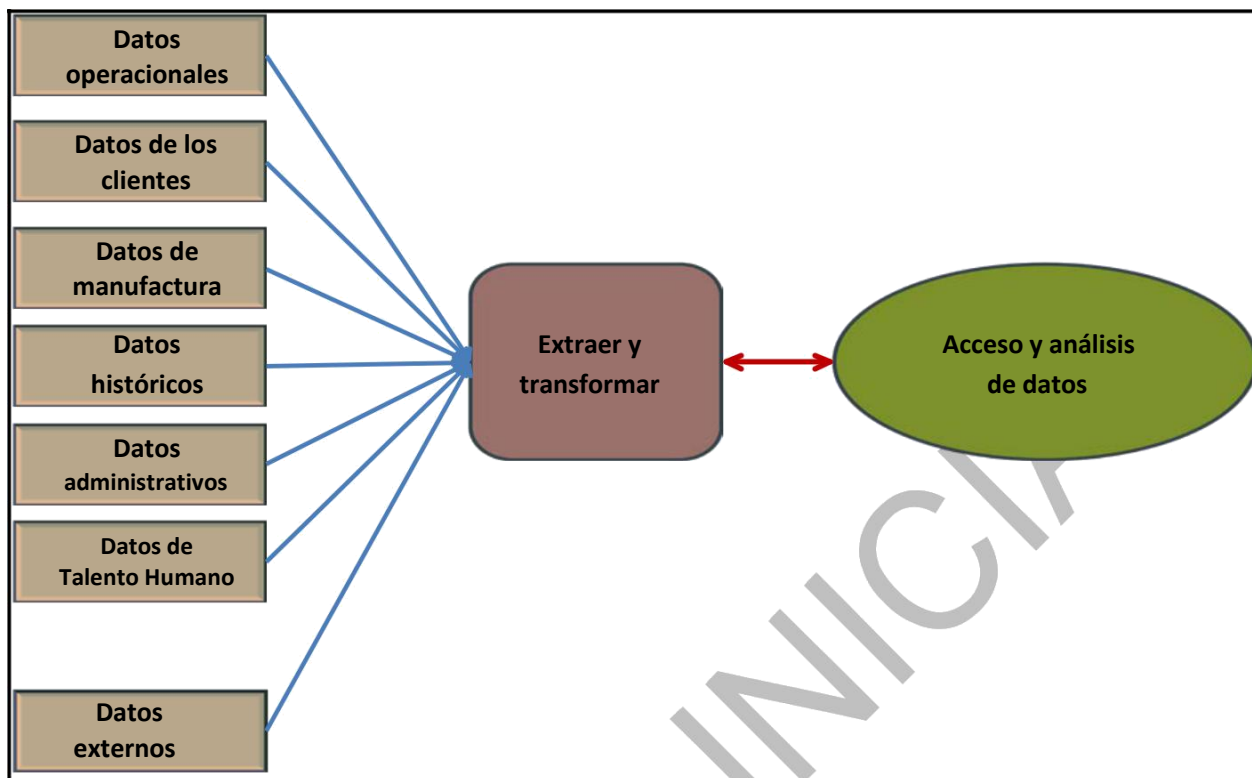 Datos
operacionales
Datos de los
clientes
Datos de
manufactura
Datos
históricos
Datos
administrativos
Datos de
Talento Humano
Datos
externos
Extraer y
transformar
Acceso y análisis
de datos
INICIA